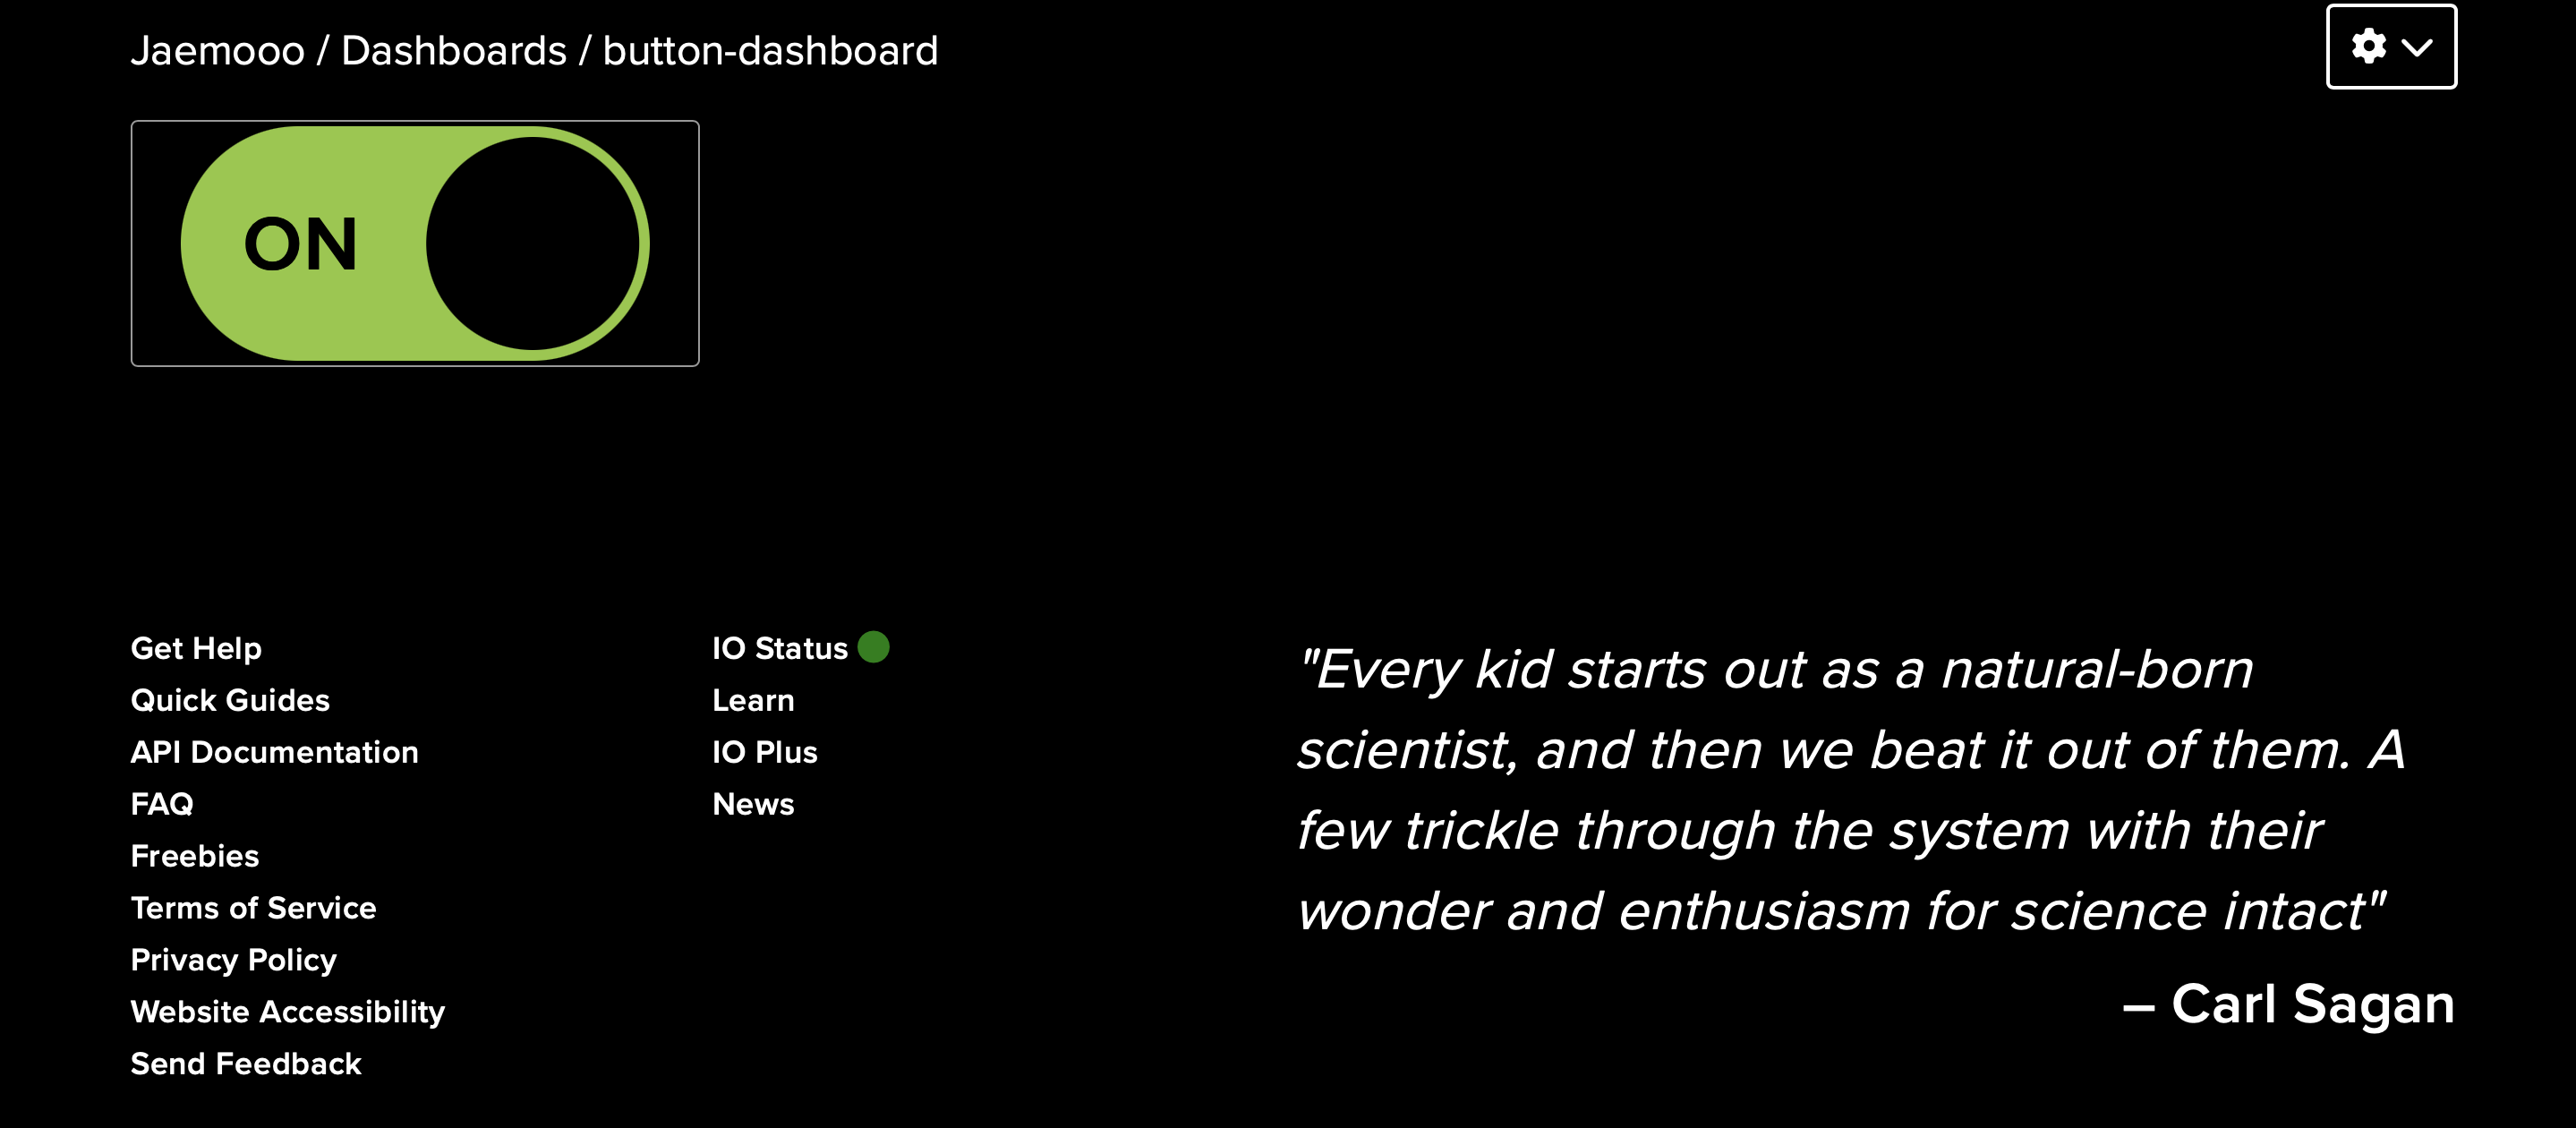 Jaemooo / Dashboards / button-dashboard
ON
Get Help
Quick Guides
API Documentation
FAQ
Freebies
Terms of Service
Privacy Policy
Website Accessibility
Send Feedback
IO Status
Learn
IO Plus
News
"Every kid starts out as a natural-born
scientist, and then we beat it out of them. A
few trickle through the system with their
wonder and enthusiasm for science intact"
– Carl Sagan